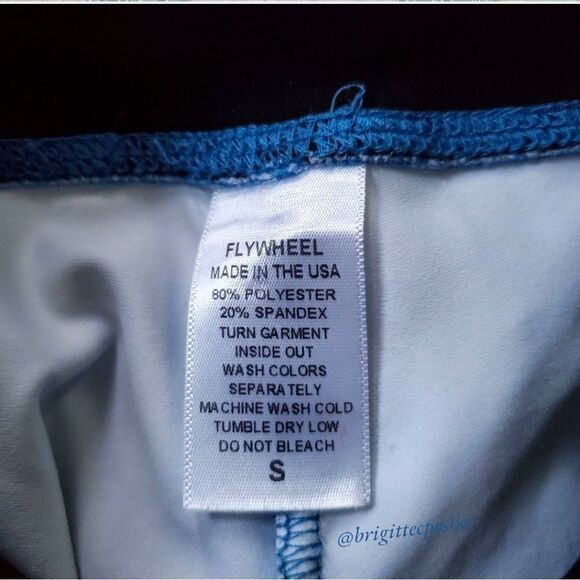 FLYWHEEL
MADE IN THE USA
80% POLYESTER
20% SPANDEX
TURN GARMENT
INSIDE OUT
WASH COLORS
SEPARATELY
MACHINE WASH COLD
TUMBLE DRY LOW
DO NOT BLEACH
S